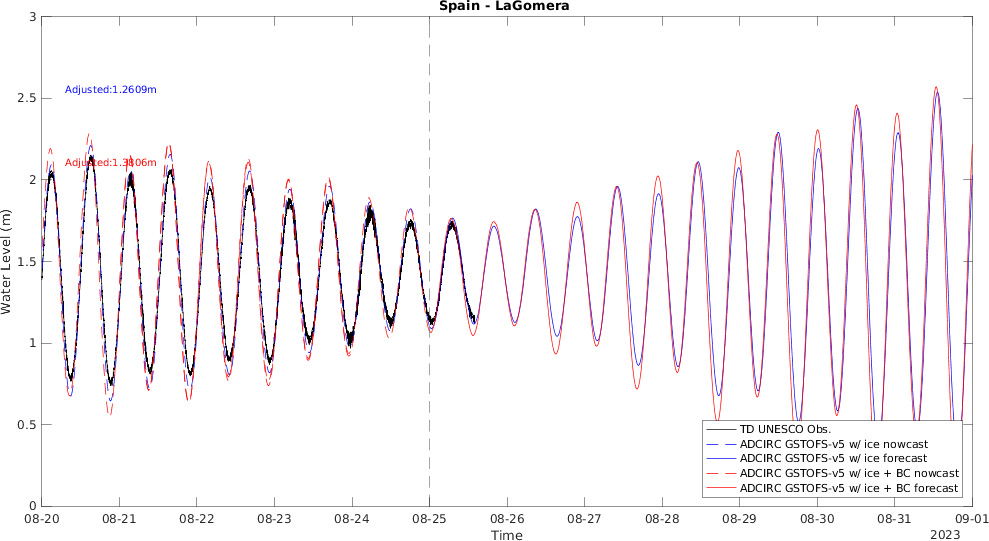 Spain - LaGomera
Water Level (m)
3
2.5
2
1.5
1
0.5
0
Adjusted:1.2609m
Adjusted:1.3806m
TD UNESCO Obs.
ADCIRC GSTOFS-v5 w/ ice nowcast
ADCIRC GSTOFS-v5 w/ ice forecast
ADCIRC GSTOFS-v5 w/ ice + BC nowcast
ADCIRC GSTOFS-v5 w/ ice + BC forecast
08-20 08-21 08-22 08-23 08-24 08-25 08-26 08-27 08-28 08-29 08-30 08-31 09-01
Time
2023